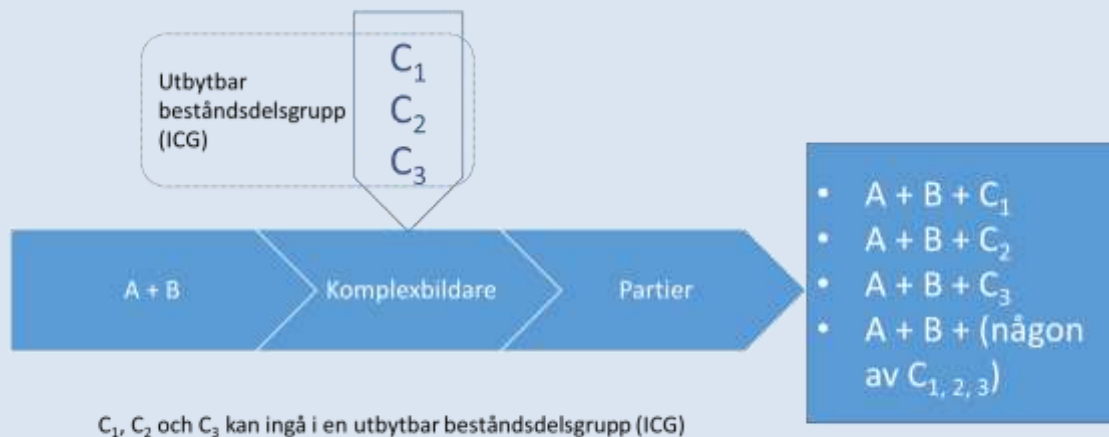 Utbytbar
beståndsdelsgrupp
(ICG)
C₁
C₂
C₃
A + B
Komplexbildare
Partier
• A + B + C₁
• A + B + C₂
• A + B + C₃
• A + B + (någon
av C₁, ₂, ₃)
C₁, C₂ och C₃ kan ingå i en utbytbar beståndsdelsgrupp (ICG)